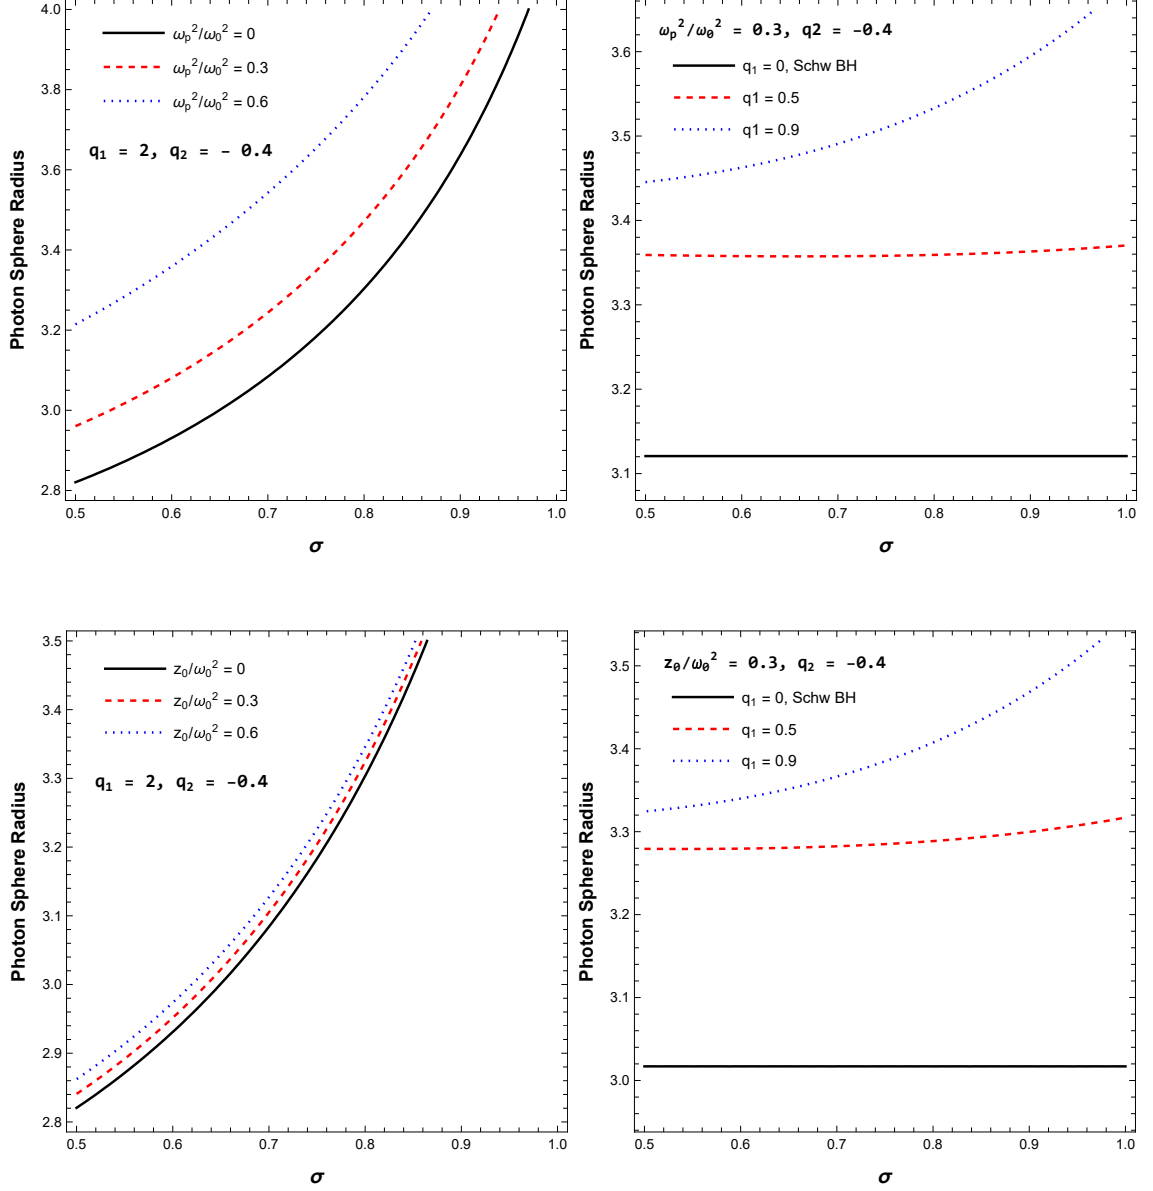 ωp²/ω0² = 0
ωp²/ω0² = 0.3
ωp²/ω0² = 0.6
q1 = 2, q2 = – 0.4
Photon Sphere Radius
4.0
3.8
3.6
3.4
3.2
3.0
2.8
0.5 0.6 0.7 0.8 0.9 1.0
σ
ωp²/ω0² = 0.3, q2 = –0.4
q1 = 0, Schw BH
q1 = 0.5
q1 = 0.9
Photon Sphere Radius
3.6
3.5
3.4
3.3
3.2
3.1
0.5 0.6 0.7 0.8 0.9 1.0
σ
z0/ω0² = 0
z0/ω0² = 0.3
z0/ω0² = 0.6
q1 = 2, q2 = –0.4
Photon Sphere Radius
3.5
3.4
3.3
3.2
3.1
3.0
2.9
2.8
0.5 0.6 0.7 0.8 0.9 1.0
σ
z0/ω0² = 0.3, q2 = –0.4
q1 = 0, Schw BH
q1 = 0.5
q1 = 0.9
Photon Sphere Radius
3.5
3.4
3.3
3.2
3.1
3.0
0.5 0.6 0.7 0.8 0.9 1.0
σ